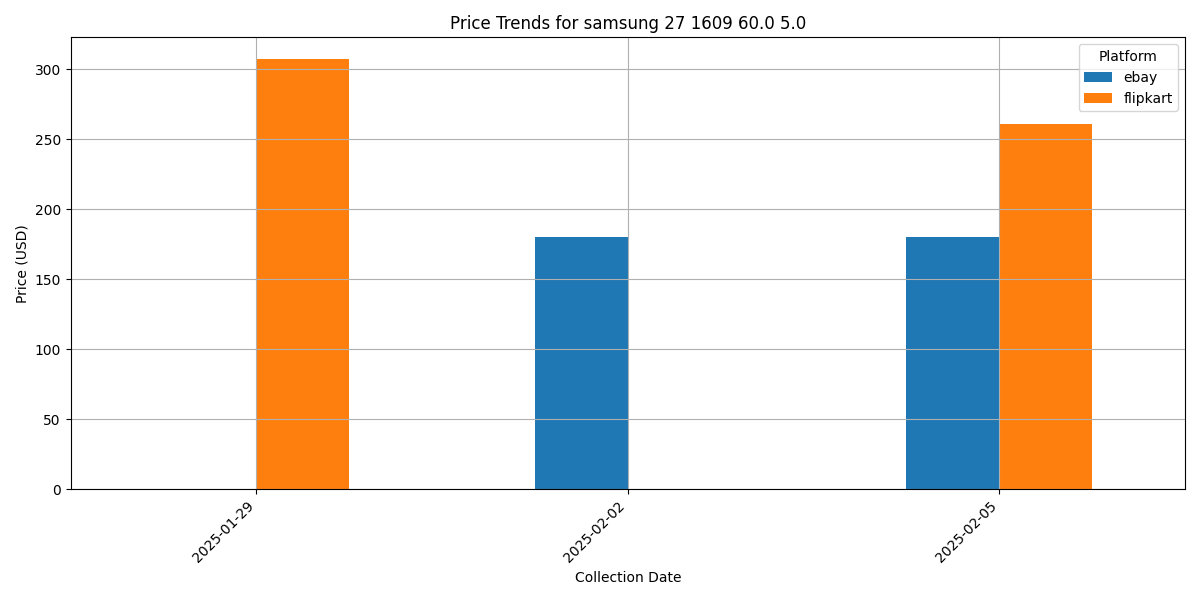 Price Trends for samsung 27 1609 60.0 5.0
Platform
ebay
flipkart
Price (USD)
300
250
200
150
100
50
0
2025-01-29
2025-02-02
2025-02-05
Collection Date